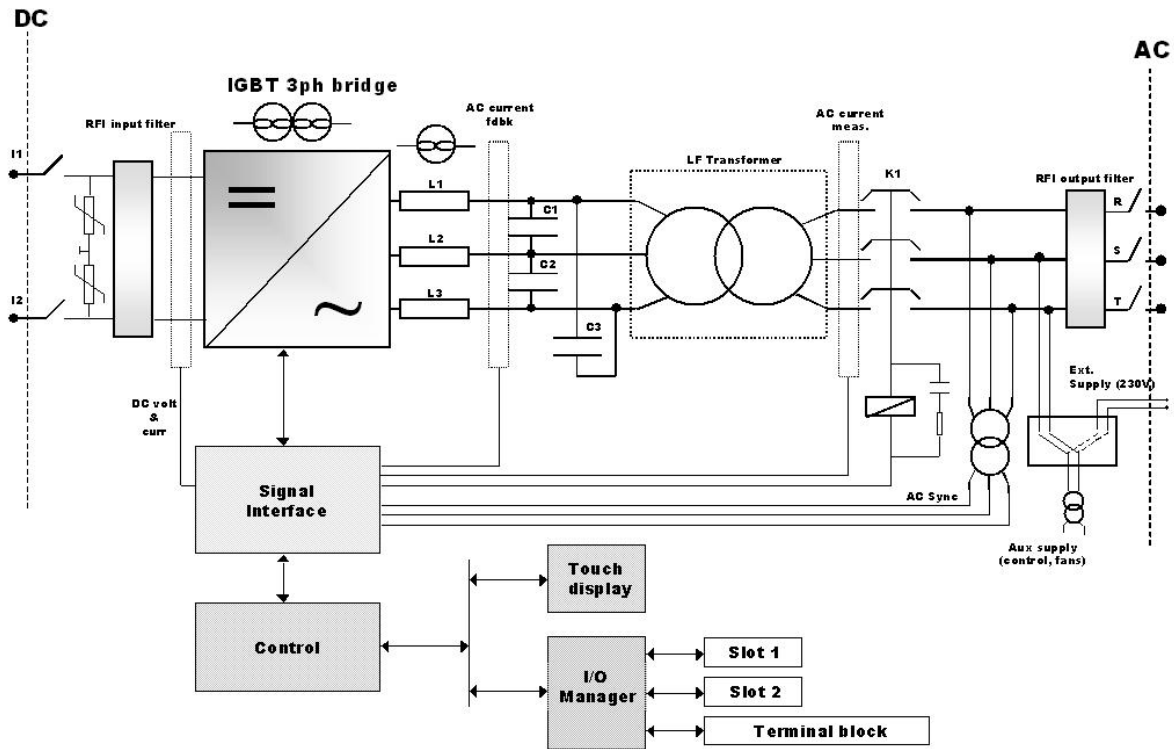 DC
AC
IGBT 3ph bridge
RFI input filter
AC current
fdbk
AC current
meas.
LF Transformer
K1
RFI output filter
I1
L1
C1
R
L2
C2
S
I2
L3
C3
T
DC volt
&
curr
Ext.
Supply (230V)
Signal
Interface
AC Sync
Aux supply
(control, fans)
Touch
display
Control
I/O
Manager
Slot 1
Slot 2
Terminal block